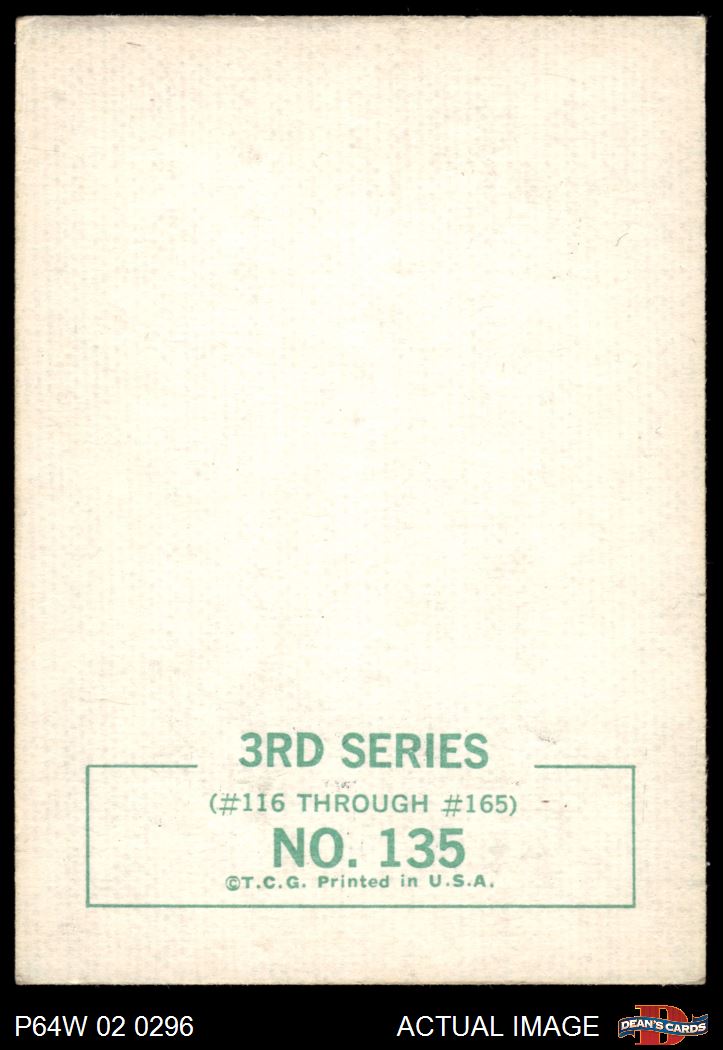 3RD SERIES
(#116 THROUGH #165)
NO. 135
©T.C.G. Printed in U.S.A.
P64W 02 0296
ACTUAL IMAGE
D
DEAN'S CARDS